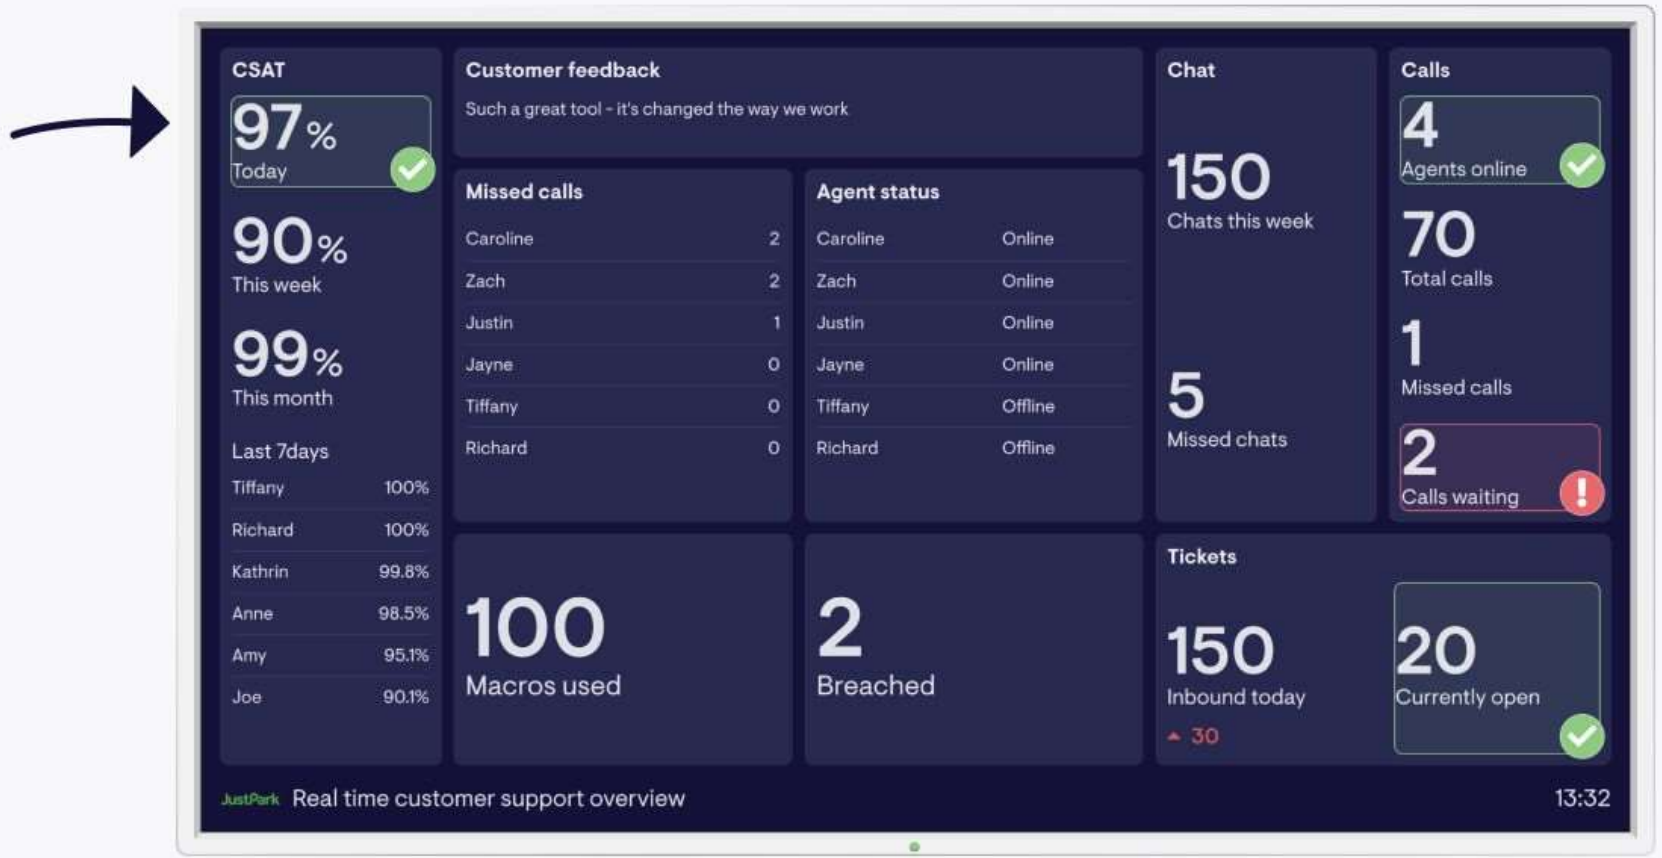 CSAT
97%
Today
90%
This week
99%
This month
Last 7days
Tiffany 100%
Richard 100%
Kathrin 99.8%
Anne 98.5%
Amy 95.1%
Joe 90.1%
Customer feedback
Such a great tool - it's changed the way we work
Missed calls
Caroline 2
Zach 2
Justin 1
Jayne 0
Tiffany 0
Richard 0
Agent status
Caroline Online
Zach Online
Justin Online
Jayne Online
Tiffany Offline
Richard Offline
Chat
150
Chats this week
5
Missed chats
Calls
4
Agents online
70
Total calls
1
Missed calls
2
Calls waiting
!
100
Macros used
2
Breached
Tickets
150
Inbound today
30
20
Currently open
JustPark Real time customer support overview
13:32